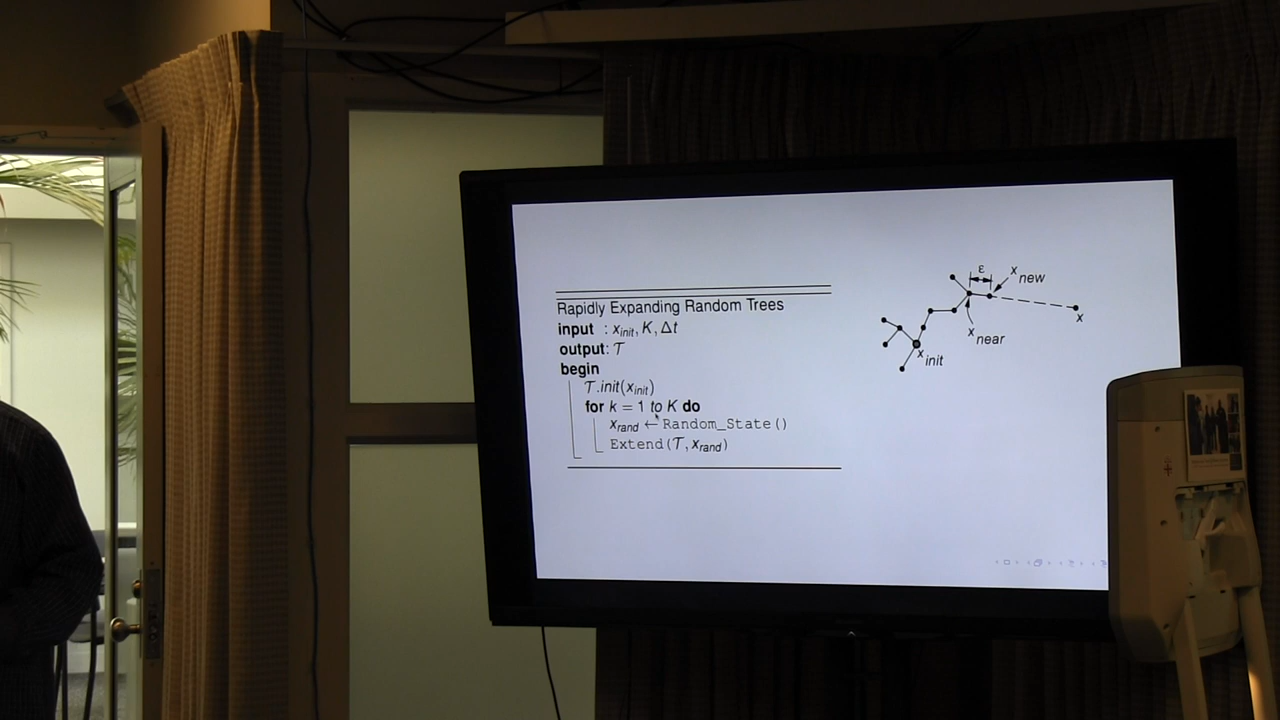 Rapidly Expanding Random Trees
input : x_init, K, Δt
output: 𝒯
begin
𝒯.init(x_init)
for k = 1 to K do
x_rand ← Random_State()
Extend(𝒯, x_rand)
ε
x_new
x
x_near
x_init